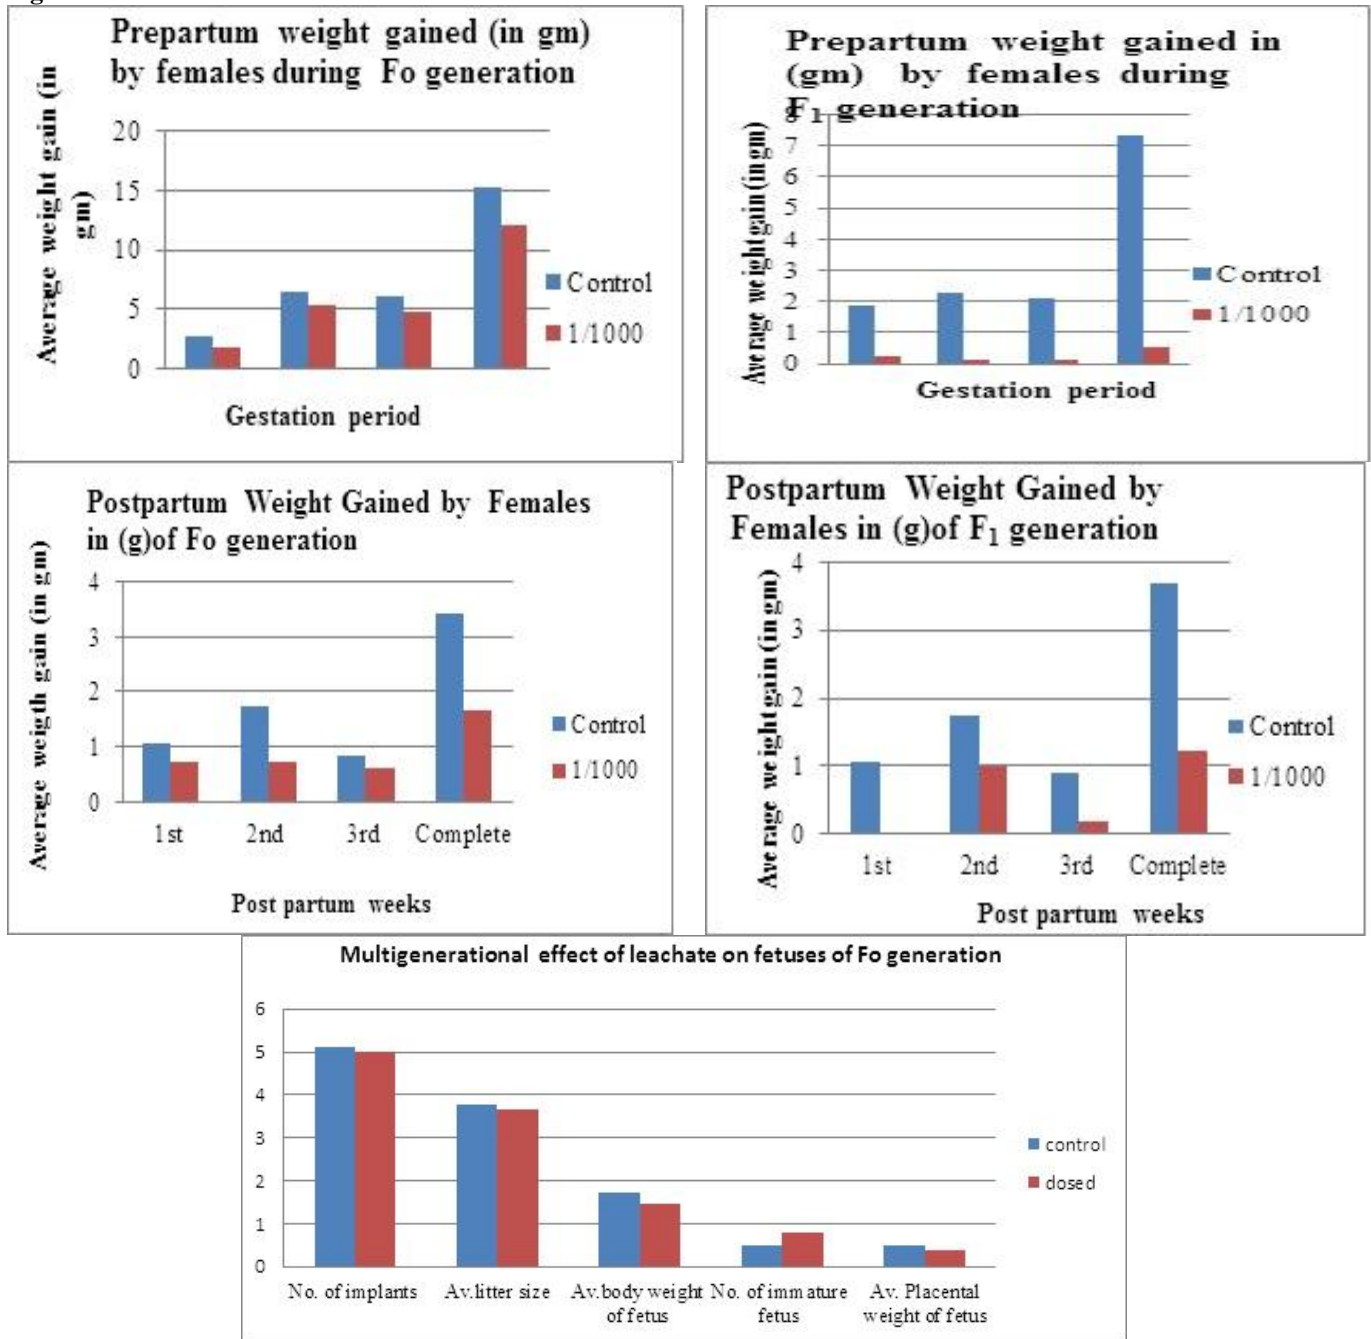 Prepartum weight gained (in gm)
by females during Fo generation
Average weight gain (in
gm)
20
15
10
5
0
Control
1/1000
Gestation period
Prepartum weight gained in
(gm) by females during
F₁ generation
Average weight gain (in gm)
8
7
6
5
4
3
2
1
0
Control
1/1000
Gestation period
Postpartum Weight Gained by Females
in (g)of Fo generation
Average weigth gain (in gm)
4
3
2
1
0
1st 2nd 3rd Complete
Control
1/1000
Post partum weeks
Postpartum Weight Gained by
Females in (g)of F₁ generation
Average weight gain (in gm)
4
3
2
1
0
1st 2nd 3rd Complete
Control
1/1000
Post partum weeks
Multigenerational effect of leachate on fetuses of Fo generation
6
5
4
3
2
1
0
control
dosed
No. of implants Av.litter size Av.body weight No. of immature Av. Placental
of fetus fetus weight of fetus